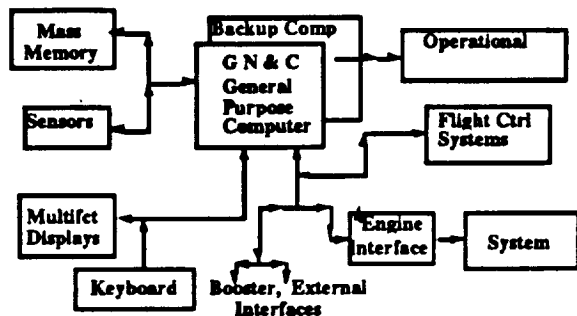 Mass
Memory
Sensors
Backup Comp
G N & C
General
Purpose
Computer
Operational
Flight Ctrl
Systems
Multifct
Displays
Keyboard
Booster, External
Interfaces
Engine
Interface
System